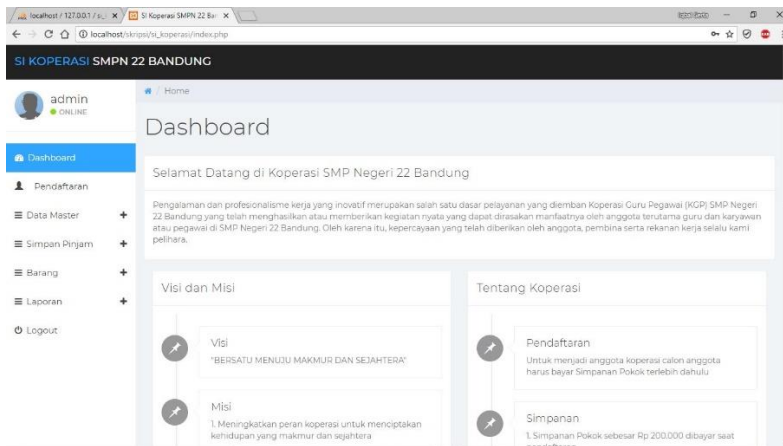 localhost / 127.0.0.1 / si_
SI Koperasi SMPN 22 Ban
localhost/skripsi/si_koperasi/index.php
SI KOPERASI SMPN 22 BANDUNG
admin
ONLINE
Dashboard
Pendaftaran
Data Master
Simpan Pinjam
Barang
Laporan
Logout
/ Home
Dashboard
Selamat Datang di Koperasi SMP Negeri 22 Bandung
Pengalaman dan profesionalisme kerja yang inovatif merupakan salah satu dasar pelayanan yang diemban Koperasi Guru Pegawai (KGP) SMP Negeri
22 Bandung yang telah menghasilkan atau memberikan kegiatan nyata yang dapat dirasakan manfaatnya oleh anggota terutama guru dan karyawan
atau pegawai di SMP Negeri 22 Bandung. Oleh karena itu, kepercayaan yang telah diberikan oleh anggota, pembina serta rekanan kerja selalu kami
pelihara.
Visi dan Misi
Visi
"BERSATU MENUJU MAKMUR DAN SEJAHTERA"
Misi
1. Meningkatkan peran koperasi untuk menciptakan
kehidupan yang makmur dan sejahtera
Tentang Koperasi
Pendaftaran
Untuk menjadi anggota koperasi calon anggota
harus bayar Simpanan Pokok terlebih dahulu
Simpanan
1. Simpanan Pokok sebesar Rp 200.000 dibayar saat